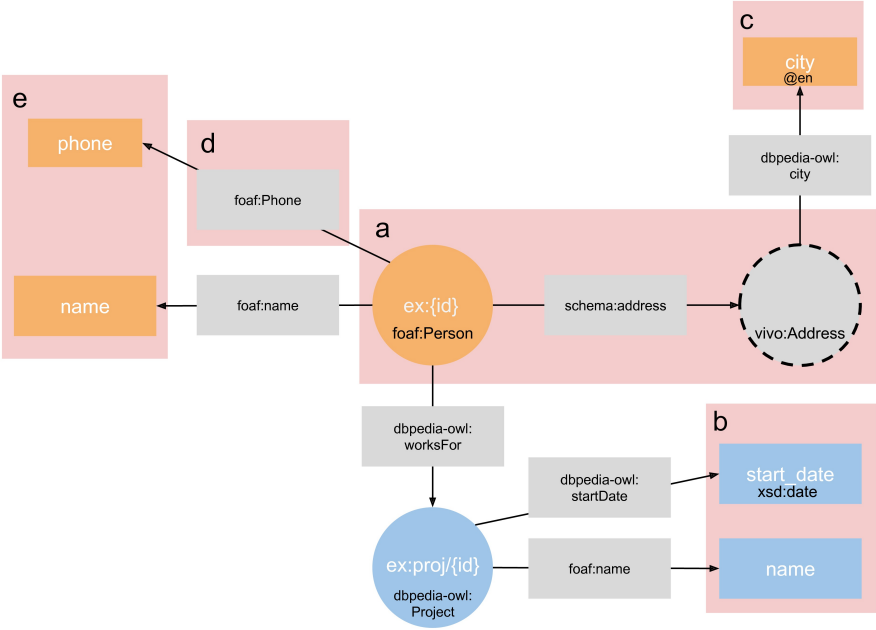 c
city
@en
e
phone
d
dbpedia-owl:
city
foaf:Phone
a
name
foaf:name
ex:{id}
foaf:Person
schema:address
vivo:Address
dbpedia-owl:
worksFor
b
dbpedia-owl:
startDate
start_date
xsd:date
ex:proj/{id}
dbpedia-owl:
Project
foaf:name
name